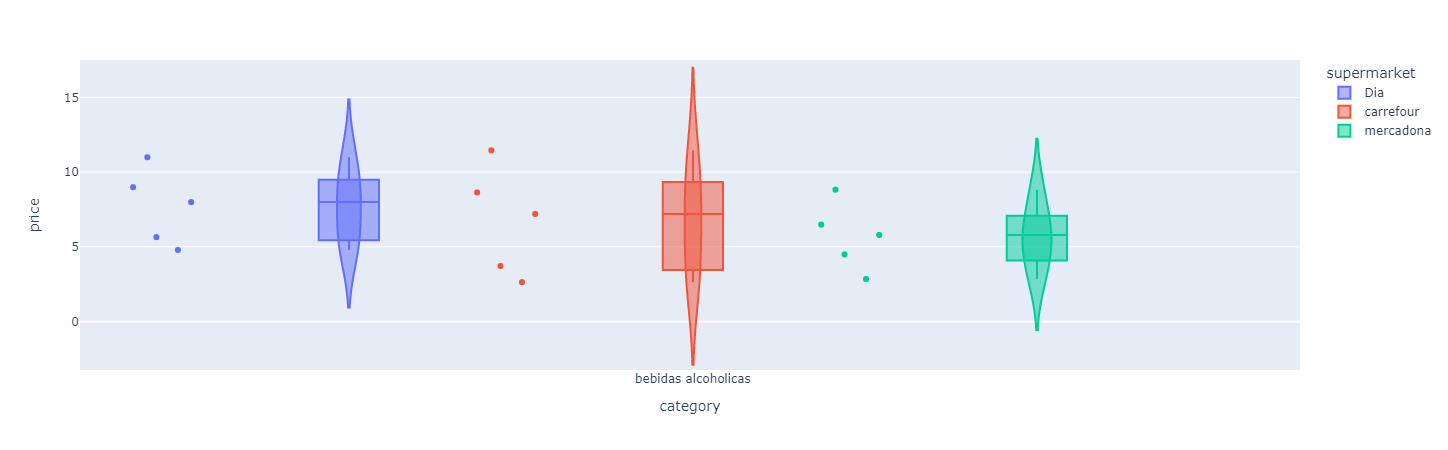 supermarket
Dia
carrefour
mercadona
price
15
10
5
0
bebidas alcoholicas
category